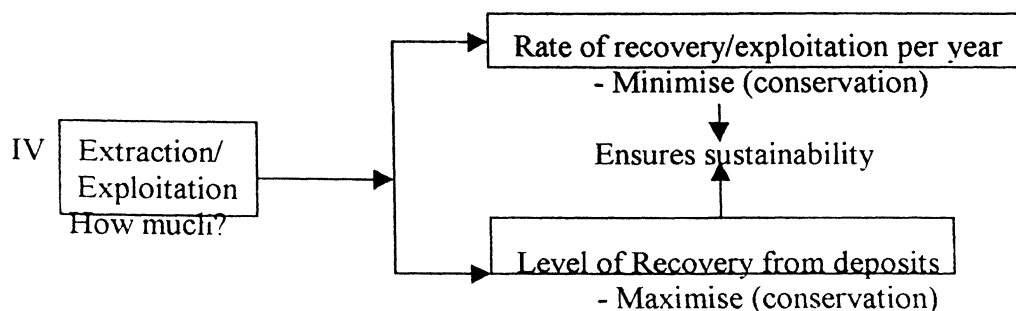 Rate of recovery/exploitation per year
- Minimise (conservation)
IV
Extraction/
Exploitation
How much?
Ensures sustainability
Level of Recovery from deposits
- Maximise (conservation)